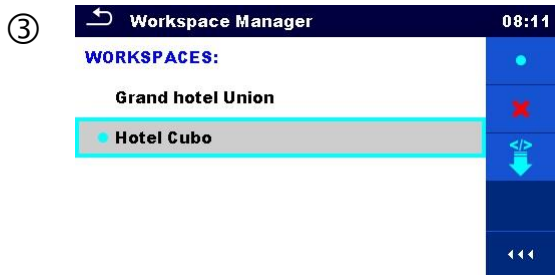 ③
Workspace Manager 08:11
WORKSPACES:
Grand hotel Union
Hotel Cubo
</>